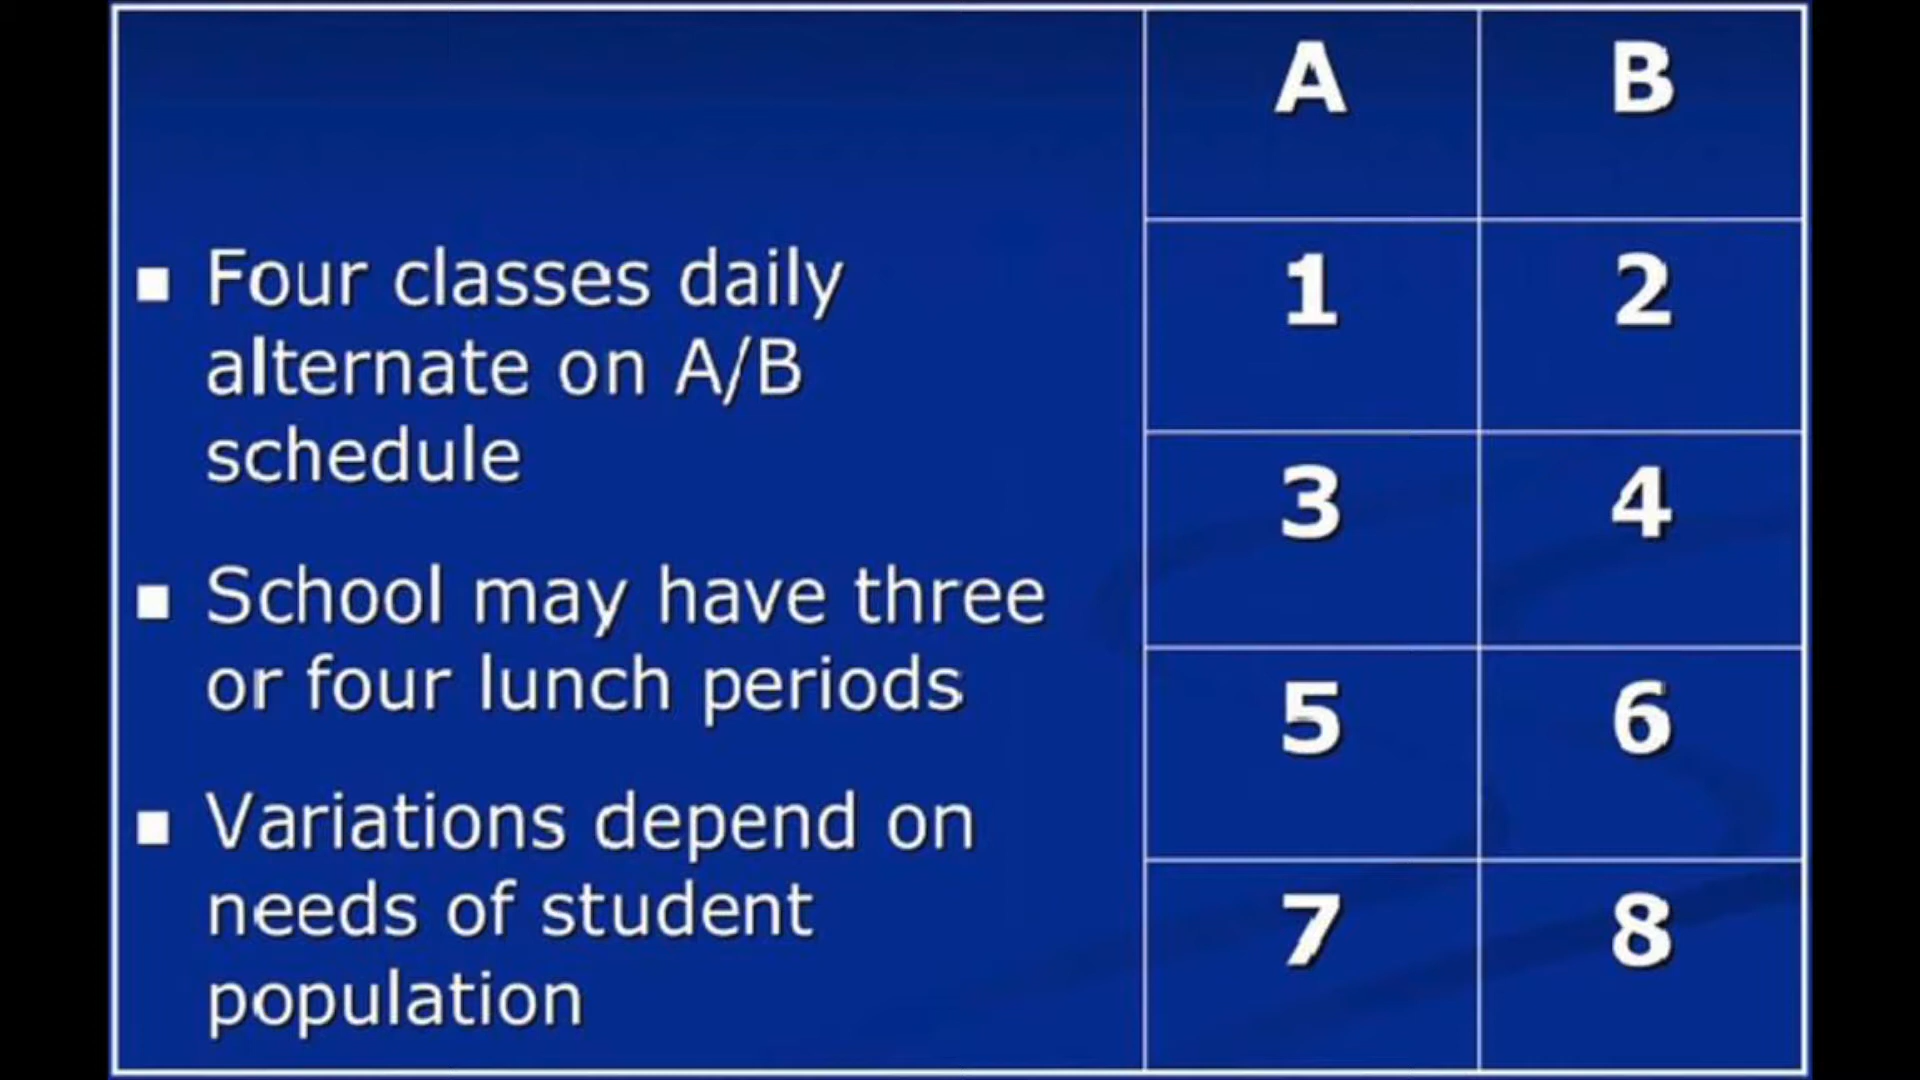 A B
■ Four classes daily
alternate on A/B
schedule
■ School may have three
or four lunch periods
■ Variations depend on
needs of student
population
1 2
3 4
5 6
7 8